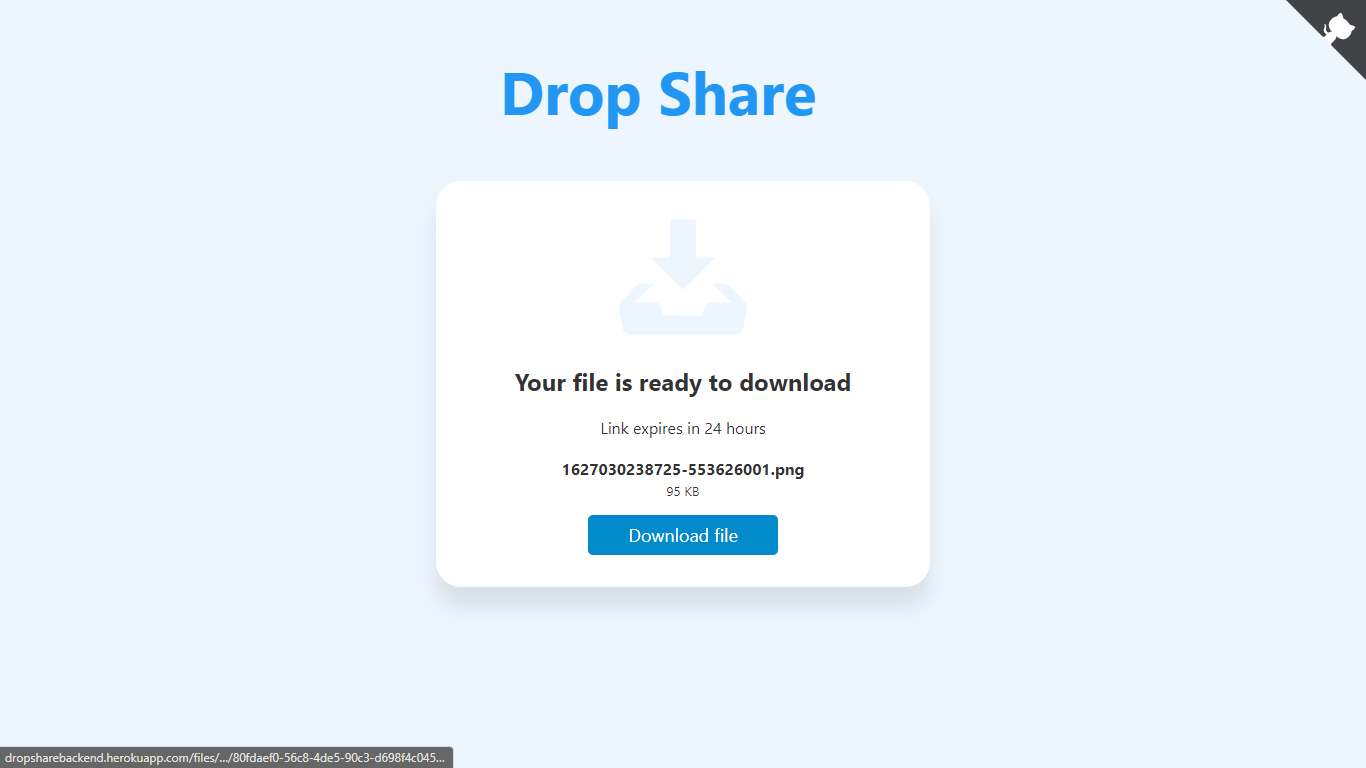 Drop Share
Your file is ready to download
Link expires in 24 hours
1627030238725-553626001.png
95 KB
Download file
dropsharebackend.herokuapp.com/files/.../80fdaef0-56c8-4de5-90c3-d698f4c045...